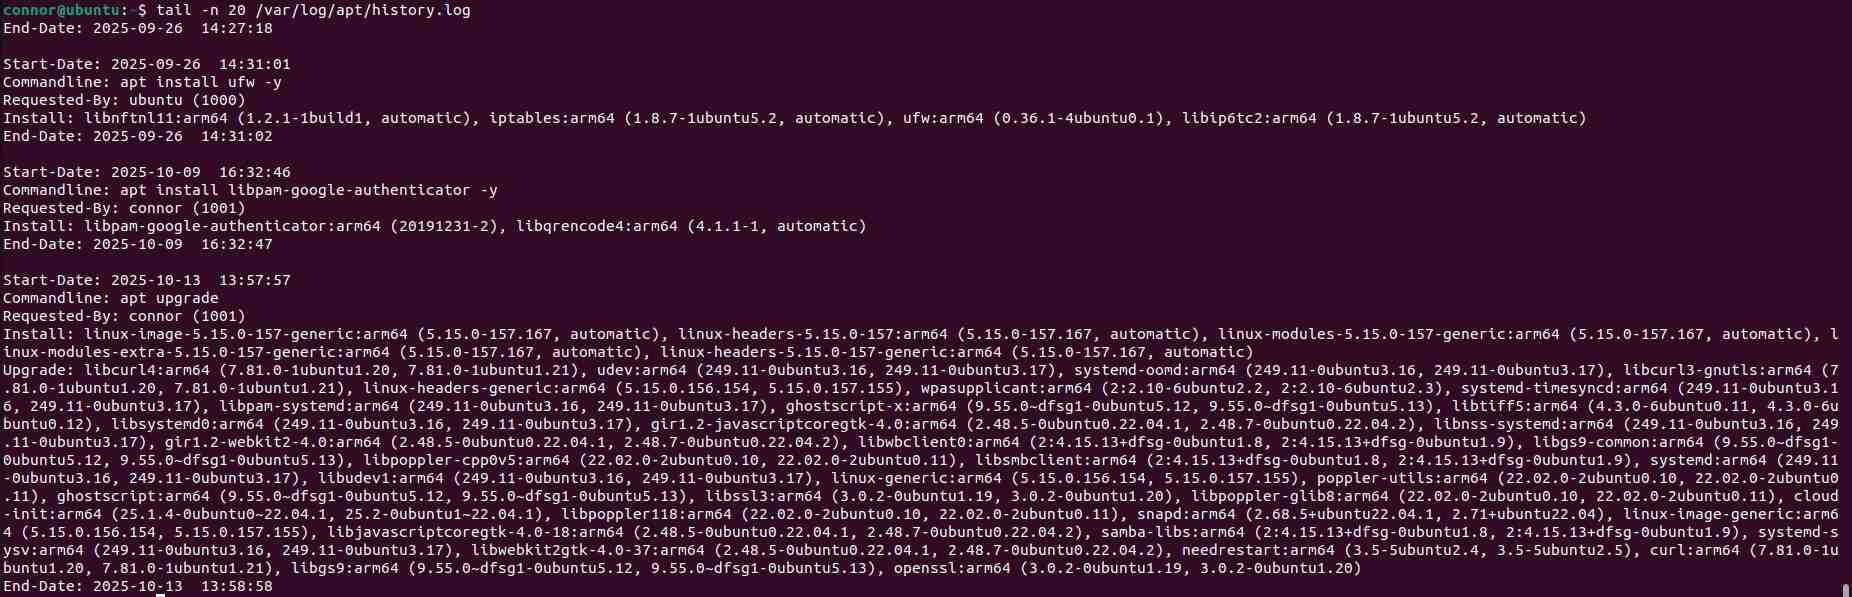 connor@ubuntu:~$ tail -n 20 /var/log/apt/history.log
End-Date: 2025-09-26  14:27:18

Start-Date: 2025-09-26  14:31:01
Commandline: apt install ufw -y
Requested-By: ubuntu (1000)
Install: libnftnl11:arm64 (1.2.1-1build1, automatic), iptables:arm64 (1.8.7-1ubuntu5.2, automatic), ufw:arm64 (0.36.1-4ubuntu0.1), libip6tc2:arm64 (1.8.7-1ubuntu5.2, automatic)
End-Date: 2025-09-26  14:31:02

Start-Date: 2025-10-09  16:32:46
Commandline: apt install libpam-google-authenticator -y
Requested-By: connor (1001)
Install: libpam-google-authenticator:arm64 (20191231-2), libqrencode4:arm64 (4.1.1-1, automatic)
End-Date: 2025-10-09  16:32:47

Start-Date: 2025-10-13  13:57:57
Commandline: apt upgrade
Requested-By: connor (1001)
Install: linux-image-5.15.0-157-generic:arm64 (5.15.0-157.167, automatic), linux-headers-5.15.0-157:arm64 (5.15.0-157.167, automatic), linux-modules-5.15.0-157-generic:arm64 (5.15.0-157.167, automatic), l
inux-modules-extra-5.15.0-157-generic:arm64 (5.15.0-157.167, automatic), linux-headers-5.15.0-157-generic:arm64 (5.15.0-157.167, automatic)
Upgrade: libcurl4:arm64 (7.81.0-1ubuntu1.20, 7.81.0-1ubuntu1.21), udev:arm64 (249.11-0ubuntu3.16, 249.11-0ubuntu3.17), systemd-oomd:arm64 (249.11-0ubuntu3.16, 249.11-0ubuntu3.17), libcurl3-gnutls:arm64 (7
.81.0-1ubuntu1.20, 7.81.0-1ubuntu1.21), linux-headers-generic:arm64 (5.15.0.156.154, 5.15.0.157.155), wpasupplicant:arm64 (2:2.10-6ubuntu2.2, 2:2.10-6ubuntu2.3), systemd-timesyncd:arm64 (249.11-0ubuntu3.1
6, 249.11-0ubuntu3.17), libpam-systemd:arm64 (249.11-0ubuntu3.16, 249.11-0ubuntu3.17), ghostscript-x:arm64 (9.55.0~dfsg1-0ubuntu5.12, 9.55.0~dfsg1-0ubuntu5.13), libtiff5:arm64 (4.3.0-6ubuntu0.11, 4.3.0-6u
buntu0.12), libsystemd0:arm64 (249.11-0ubuntu3.16, 249.11-0ubuntu3.17), gir1.2-javascriptcoregtk-4.0:arm64 (2.48.5-0ubuntu0.22.04.1, 2.48.7-0ubuntu0.22.04.2), libnss-systemd:arm64 (249.11-0ubuntu3.16, 249
.11-0ubuntu3.17), gir1.2-webkit2-4.0:arm64 (2.48.5-0ubuntu0.22.04.1, 2.48.7-0ubuntu0.22.04.2), libwbclient0:arm64 (2:4.15.13+dfsg-0ubuntu1.8, 2:4.15.13+dfsg-0ubuntu1.9), libgs9-common:arm64 (9.55.0~dfsg1-
0ubuntu5.12, 9.55.0~dfsg1-0ubuntu5.13), libpoppler-cpp0v5:arm64 (22.02.0-2ubuntu0.10, 22.02.0-2ubuntu0.11), libsmbclient:arm64 (2:4.15.13+dfsg-0ubuntu1.8, 2:4.15.13+dfsg-0ubuntu1.9), systemd:arm64 (249.11
-0ubuntu3.16, 249.11-0ubuntu3.17), libudev1:arm64 (249.11-0ubuntu3.16, 249.11-0ubuntu3.17), linux-generic:arm64 (5.15.0.156.154, 5.15.0.157.155), poppler-utils:arm64 (22.02.0-2ubuntu0.10, 22.02.0-2ubuntu0
.11), ghostscript:arm64 (9.55.0~dfsg1-0ubuntu5.12, 9.55.0~dfsg1-0ubuntu5.13), libssl3:arm64 (3.0.2-0ubuntu1.19, 3.0.2-0ubuntu1.20), libpoppler-glib8:arm64 (22.02.0-2ubuntu0.10, 22.02.0-2ubuntu0.11), cloud
-init:arm64 (25.1.4-0ubuntu0~22.04.1, 25.2-0ubuntu1~22.04.1), libpoppler118:arm64 (22.02.0-2ubuntu0.10, 22.02.0-2ubuntu0.11), snapd:arm64 (2.68.5+ubuntu22.04.1, 2.71+ubuntu22.04), linux-image-generic:arm6
4 (5.15.0.156.154, 5.15.0.157.155), libjavascriptcoregtk-4.0-18:arm64 (2.48.5-0ubuntu0.22.04.1, 2.48.7-0ubuntu0.22.04.2), samba-libs:arm64 (2:4.15.13+dfsg-0ubuntu1.8, 2:4.15.13+dfsg-0ubuntu1.9), systemd-s
ysv:arm64 (249.11-0ubuntu3.16, 249.11-0ubuntu3.17), libwebkit2gtk-4.0-37:arm64 (2.48.5-0ubuntu0.22.04.1, 2.48.7-0ubuntu0.22.04.2), needrestart:arm64 (3.5-5ubuntu2.4, 3.5-5ubuntu2.5), curl:arm64 (7.81.0-1u
buntu1.20, 7.81.0-1ubuntu1.21), libgs9:arm64 (9.55.0~dfsg1-0ubuntu5.12, 9.55.0~dfsg1-0ubuntu5.13), openssl:arm64 (3.0.2-0ubuntu1.19, 3.0.2-0ubuntu1.20)
End-Date: 2025-10-13  13:58:58